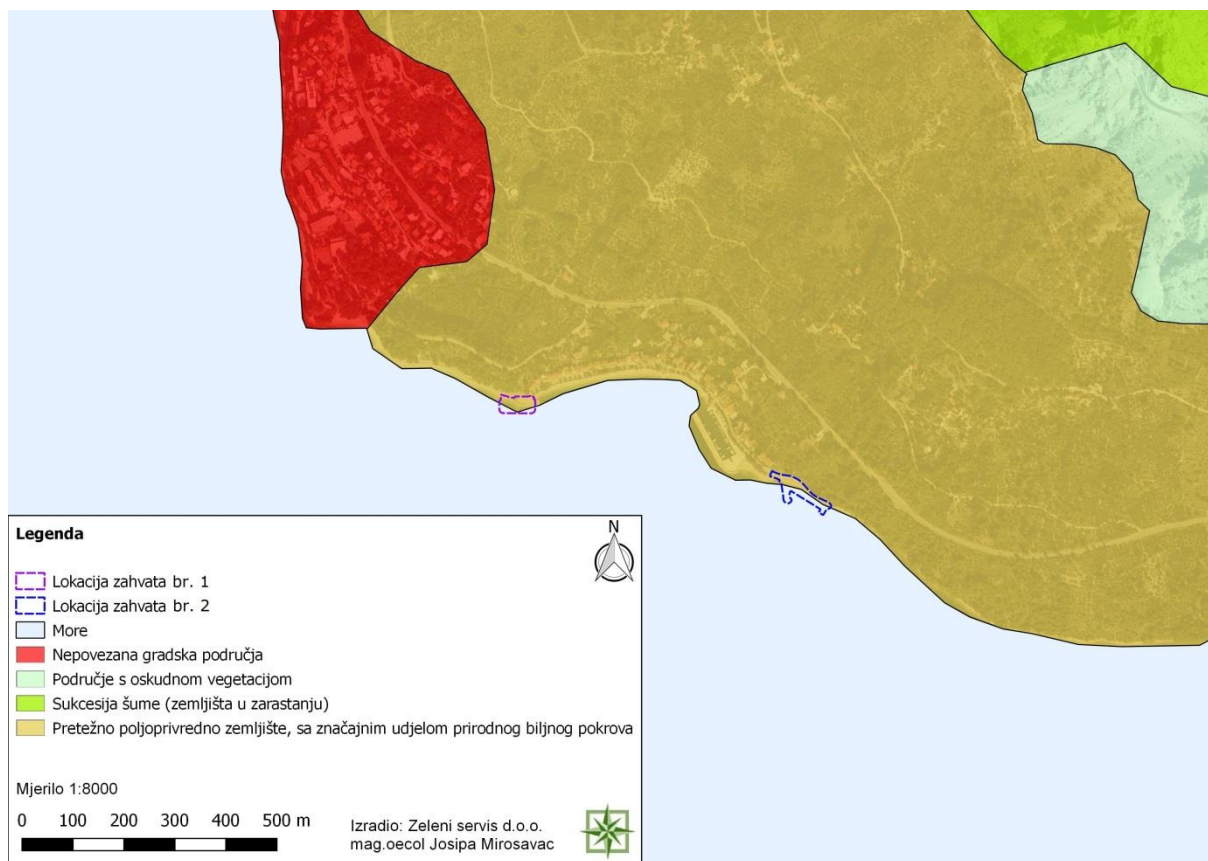 Legenda
N
Lokacija zahvata br. 1
Lokacija zahvata br. 2
More
Nepovezana gradska područja
Područje s oskudnom vegetacijom
Sukcesija šume (zemljišta u zarastanju)
Pretežno poljoprivredno zemljište, sa značajnim udjelom prirodnog biljnog pokrova
Mjerilo 1:8000
0 100 200 300 400 500 m
Izradio: Zeleni servis d.o.o.
mag.oecol Josipa Mirosavac